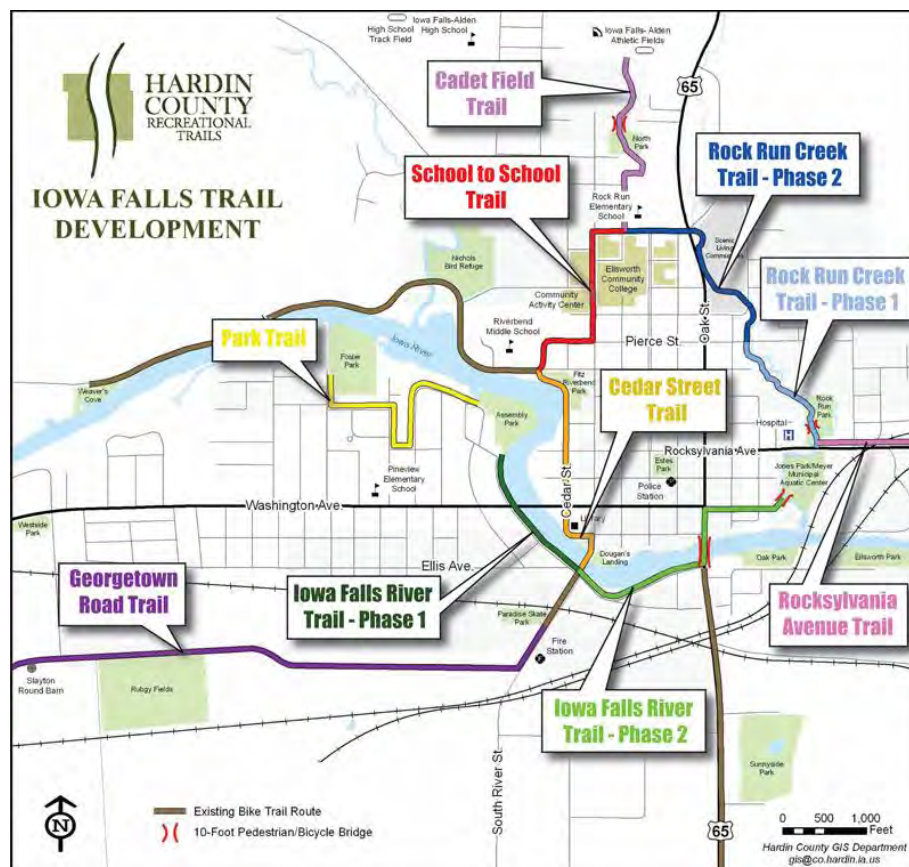 Iowa Falls-Alden
High School
High School
Track Field
Iowa Falls- Alden
Athletic Fields
HARDIN
COUNTY
RECREATIONAL
TRAILS
IOWA FALLS TRAIL
DEVELOPMENT
Cadet Field
Trail
65
North
Park
School to School
Trail
Rock Run Creek
Trail - Phase 2
Rock Run
Elementary
School
Scenic
Living
Nichols
Bird Refuge
Ellsworth
Community
College
Community
Activity Center
Oak St.
Rock Run Creek
Trail - Phase 1
Riverbend
Middle School
Pierce St.
Iowa River
Park Trail
Foster
Park
Weaver's
Cove
Fitz
Riverbend
Park
Cedar Street
Trail
Assembly
Park
Rock
Run
Park
Hospital
H
Rocksylvania Ave.
Estes
Park
Pineview
Elementary
School
Cedar St.
Police
Station
Jones Park/Meyer
Municipal
Aquatic Center
Washington Ave.
Westside
Park
Library
Dougan's
Landing
Ellis Ave.
Oak Park
Ellsworth Park
Georgetown
Road Trail
Iowa Falls River
Trail - Phase 1
Rocksylvania
Avenue Trail
Paradise Skate
Park
Fire
Station
Slayton
Round Barn
Rubgy Fields
Iowa Falls River
Trail - Phase 2
South River St.
Sunnyside
Park
N
Existing Bike Trail Route
10-Foot Pedestrian/Bicycle Bridge
65
0 500 1,000
Feet
Hardin County GIS Department
gis@co.hardin.ia.us